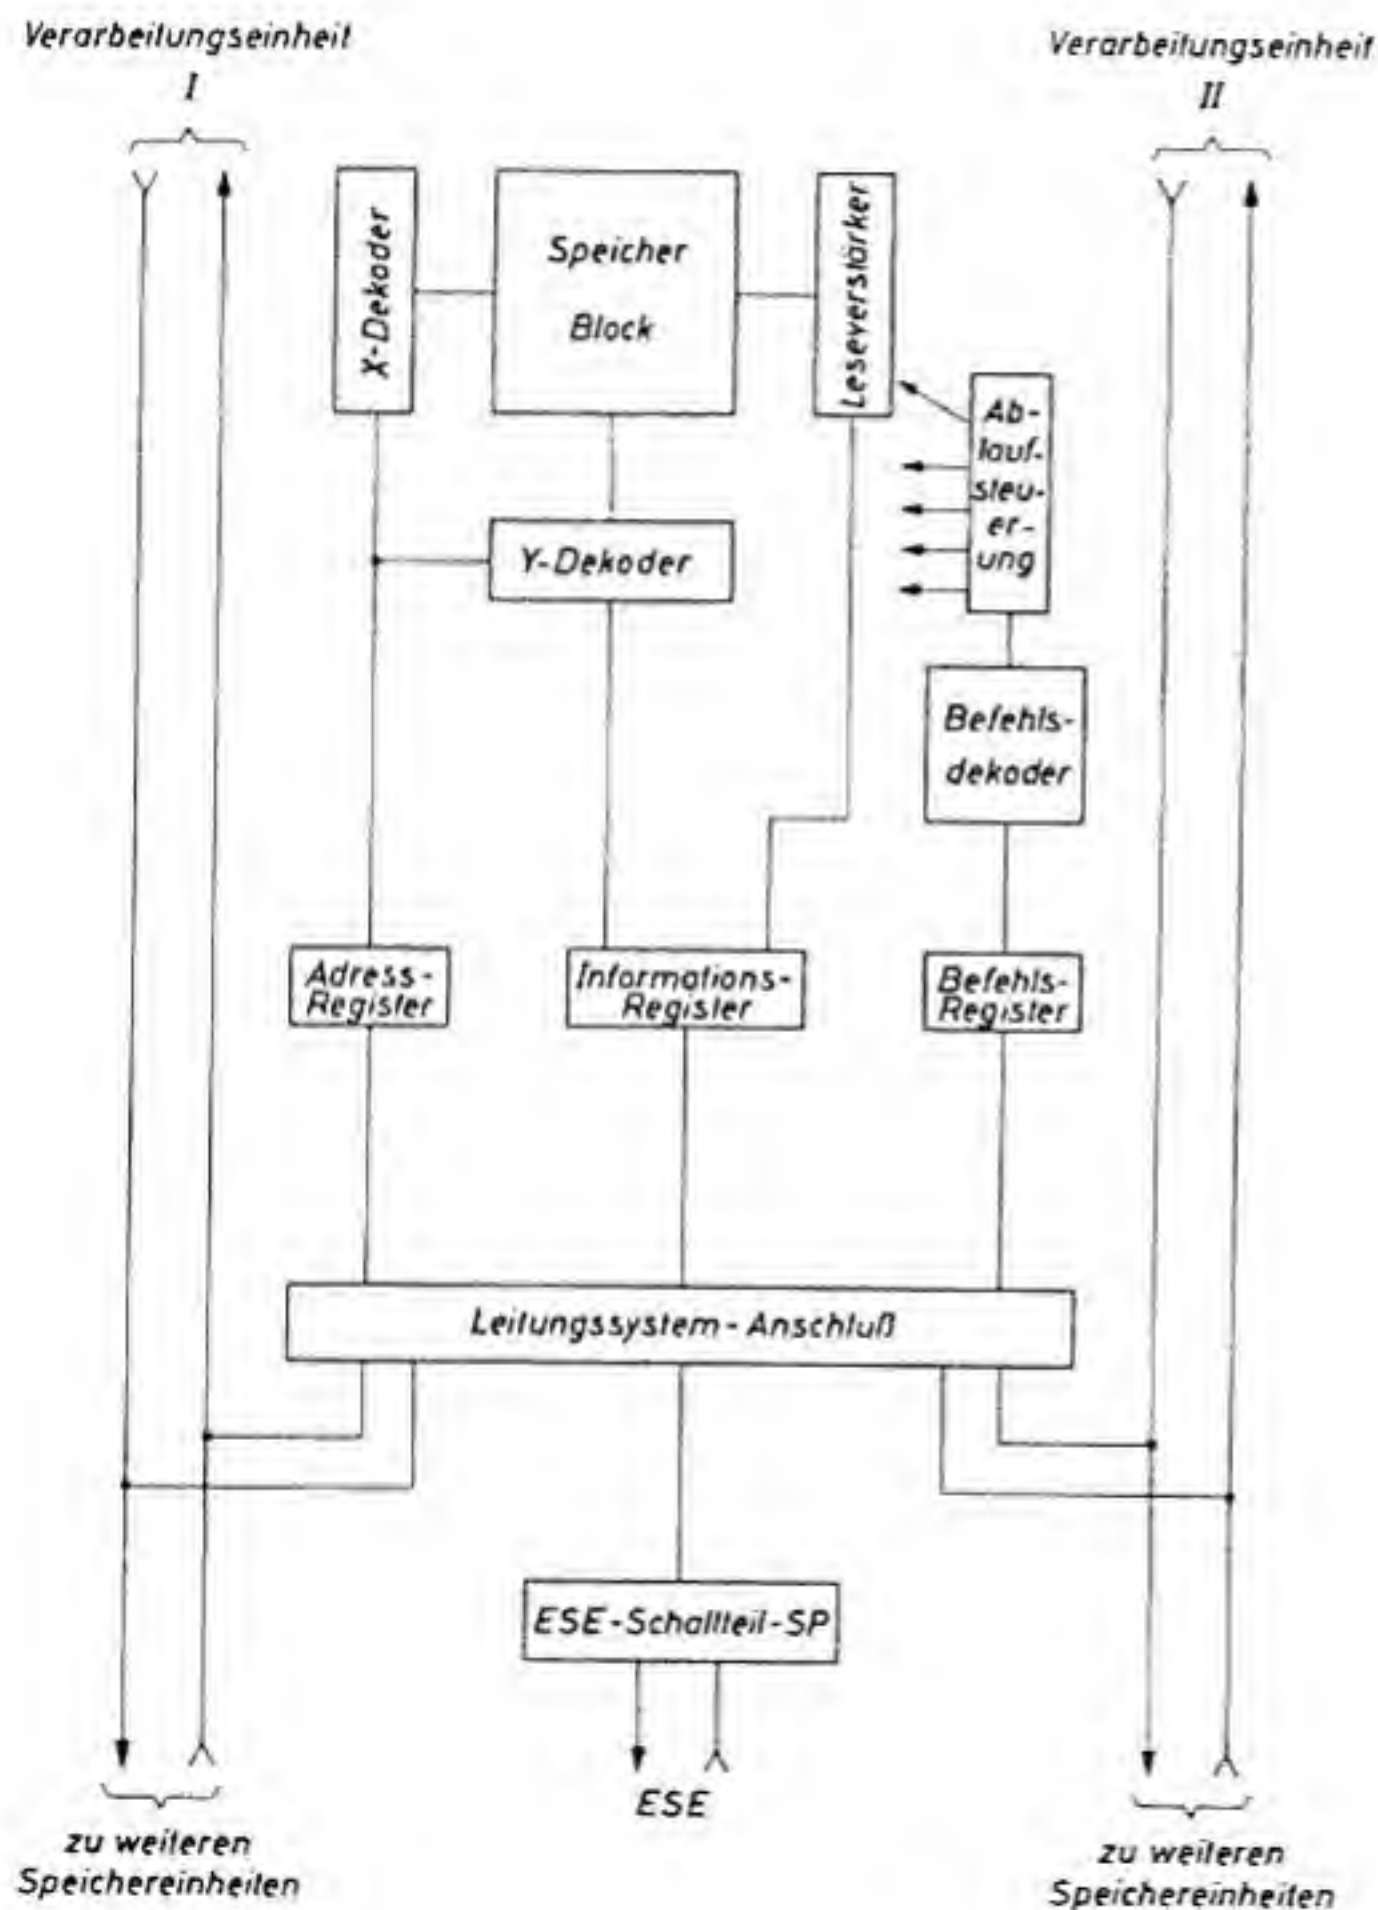 Verarbeitungseinheit
I
Verarbeitungseinheit
II
X-Dekoder
Speicher
Block
Leseverstärker
Ab-
lauf-
steu-
er-
ung
Y-Dekoder
Befehls-
dekoder
Adress-
Register
Informations-
Register
Befehls-
Register
Leitungssystem-Anschluß
ESE-Schaltteil-SP
ESE
zu weiteren
Speichereinheiten
zu weiteren
Speichereinheiten